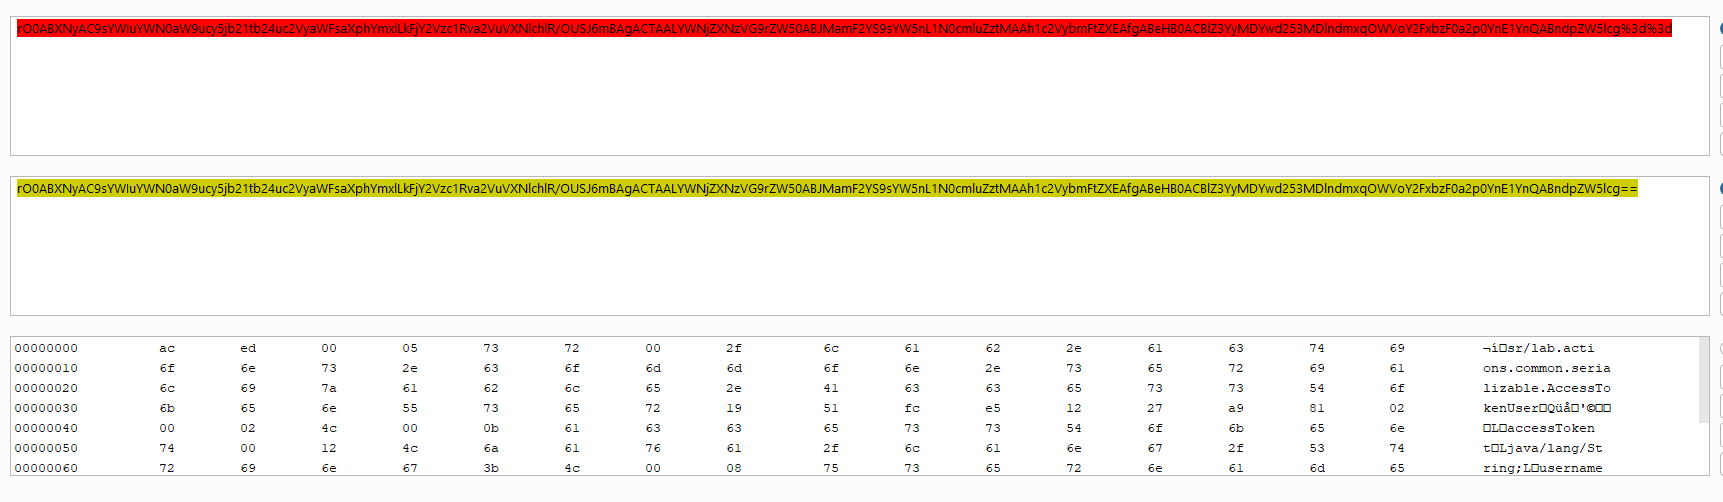 rO0ABXNyAC9sYWIuYWN0aW9ucy5jb21tb24uc2VyaWFsaXphYmxlLkFjY2Vzc1Rva2VuVXNlchlR/OUSJ6mBAgACTAALYWNjZXNzVG9rZW50ABJMamF2YS9sYW5nL1N0cmluZztMAAh1c2VybmFtZXEAfgABeHB0ACBlZ3YyMDYwd253MDlndmxqOWVoY2FxbzF0a2p0YnE1YnQABndpZW5lcg%3d%3d
rO0ABXNyAC9sYWIuYWN0aW9ucy5jb21tb24uc2VyaWFsaXphYmxlLkFjY2Vzc1Rva2VuVXNlchlR/OUSJ6mBAgACTAALYWNjZXNzVG9rZW50ABJMamF2YS9sYW5nL1N0cmluZztMAAh1c2VybmFtZXEAfgABeHB0ACBlZ3YyMDYwd253MDlndmxqOWVoY2FxbzF0a2p0YnE1YnQABndpZW5lcg==
00000000 ac ed 00 05 73 72 00 2f 6c 61 62 2e 61 63 74 69 ¬í□sr/lab.acti
00000010 6f 6e 73 2e 63 6f 6d 6d 6f 6e 2e 73 65 72 69 61 ons.common.seria
00000020 6c 69 7a 61 62 6c 65 2e 41 63 63 65 73 73 54 6f lizable.AccessTo
00000030 6b 65 6e 55 73 65 72 19 51 fc e5 12 27 a9 81 02 kenUser□Qüå□'©□□
00000040 00 02 4c 00 0b 61 63 63 65 73 73 54 6f 6b 65 6e □L□accessToken
00000050 74 00 12 4c 6a 61 76 61 2f 6c 61 6e 67 2f 53 74 t□Ljava/lang/St
00000060 72 69 6e 67 3b 4c 00 08 75 73 65 72 6e 61 6d 65 ring;L□username